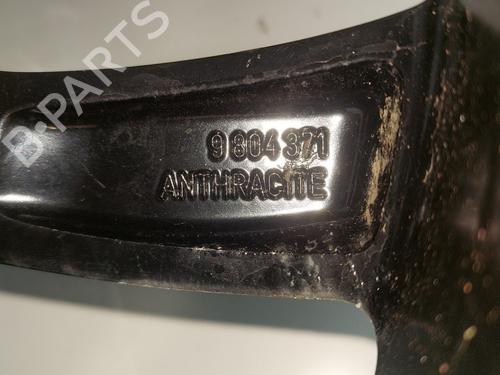 B-PARTS
9 804 371
ANTHRACITE